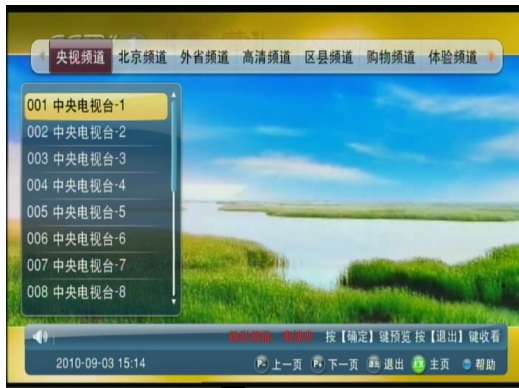 央视频道 北京频道 外省频道 高清频道 区县频道 购物频道 体验频道
001 中央电视台-1
002 中央电视台-2
003 中央电视台-3
004 中央电视台-4
005 中央电视台-5
006 中央电视台-6
007 中央电视台-7
008 中央电视台-8
按【确定】键预览 按【退出】键收看
2010-09-03 15:14 P- 上一页 P+ 下一页 退出 退出 主页 主页 帮助